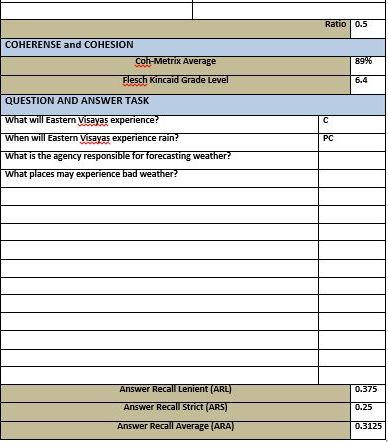 Ratio 0.5
COHERENSE and COHESION
Coh-Metrix Average 89%
Flesch Kincaid Grade Level 6.4
QUESTION AND ANSWER TASK
What will Eastern Visayas experience? C
When will Eastern Visayas experience rain? PC
What is the agency responsible for forecasting weather?
What places may experience bad weather?
Answer Recall Lenient (ARL) 0.375
Answer Recall Strict (ARS) 0.25
Answer Recall Average (ARA) 0.3125